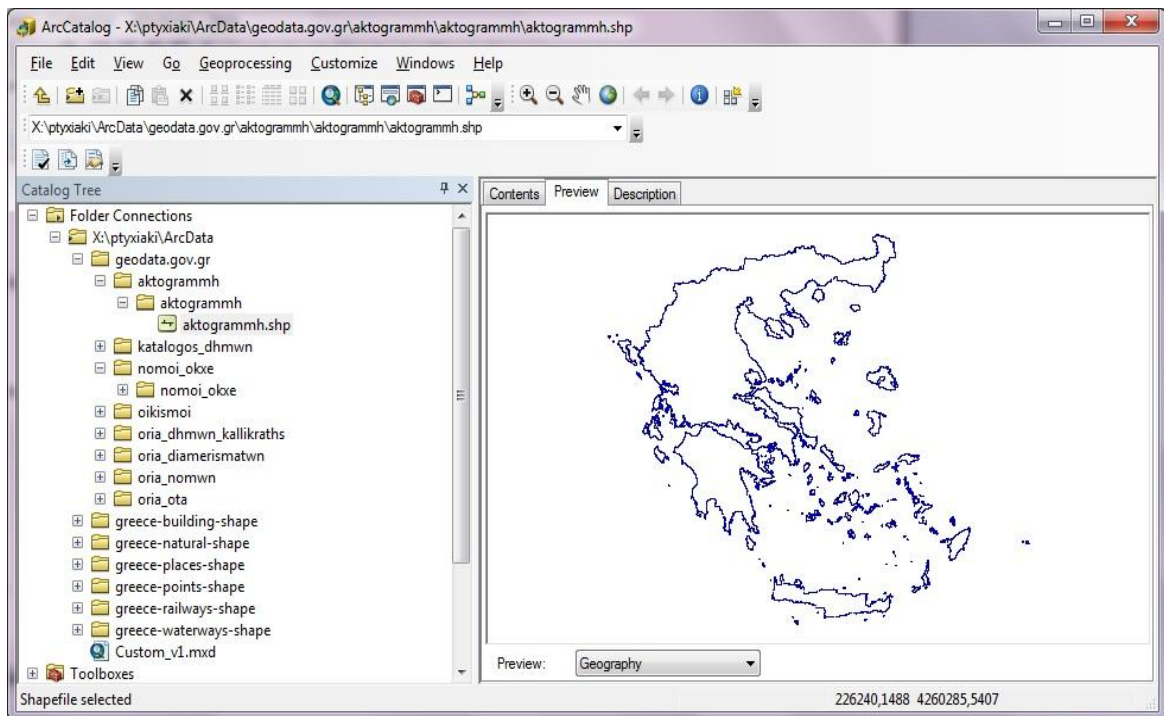 ArcCatalog - X:\ptyxiaki\ArcData\geodata.gov.gr\aktogrammh\aktogrammh\aktogrammh.shp
File Edit View Go Geoprocessing Customize Windows Help
X:\ptyxiaki\ArcData\geodata.gov.gr\aktogrammh\aktogrammh\aktogrammh.shp
Catalog Tree
Contents Preview Description
Folder Connections
X:\ptyxiaki\ArcData
geodata.gov.gr
aktogrammh
aktogrammh
aktogrammh.shp
katalogos_dhmwn
nomoi_okxe
nomoi_okxe
oikismoi
oria_dhmwn_kallikraths
oria_diamerismatwn
oria_nomwn
oria_ota
greece-building-shape
greece-natural-shape
greece-places-shape
greece-points-shape
greece-railways-shape
greece-waterways-shape
Custom_v1.mxd
Toolboxes
Preview: Geography
Shapefile selected
226240,1488 4260285,5407